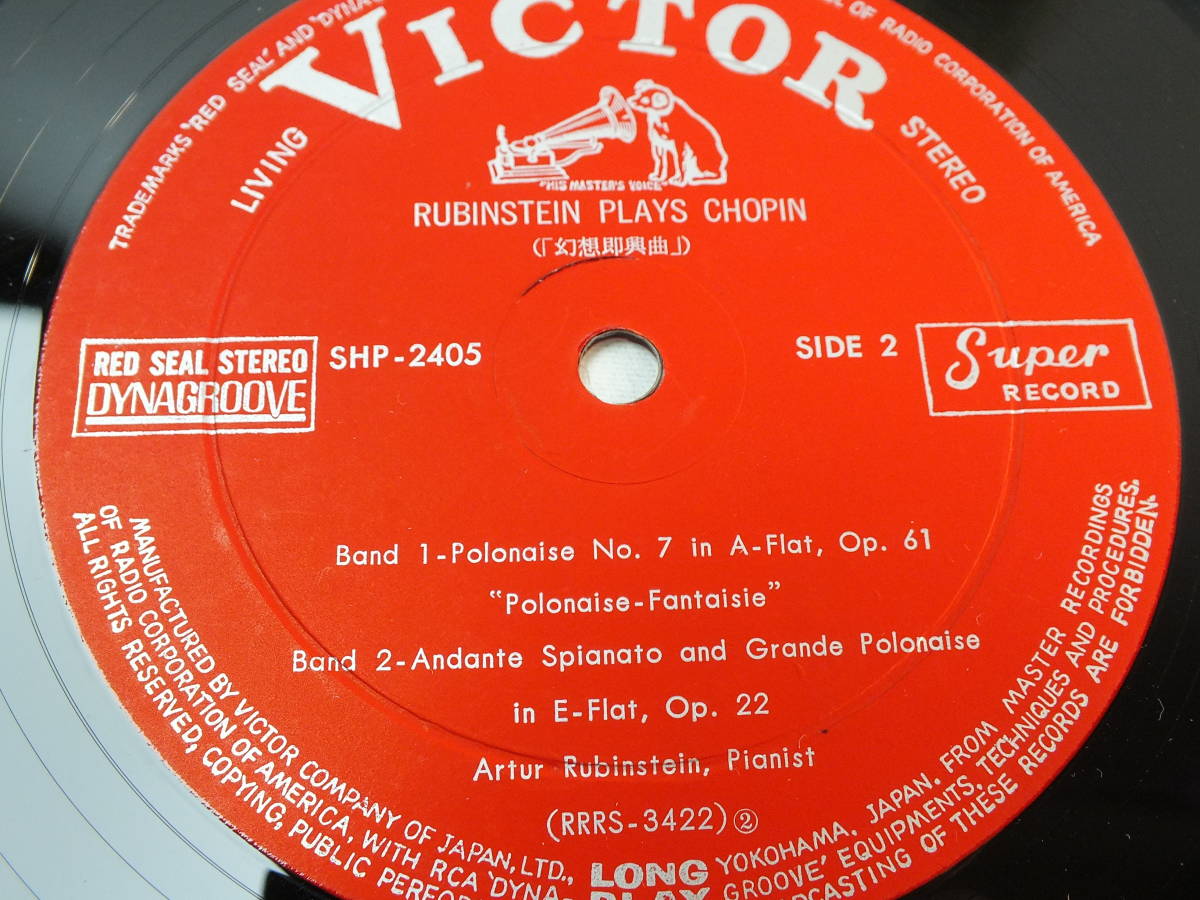 TRADEMARKS 'RED SEAL' AND 'DYNA
OF RADIO CORPORATION OF AMERICA
VICTOR
LIVING
STEREO
"HIS MASTER'S VOICE"
RUBINSTEIN PLAYS CHOPIN
(「幻想即興曲」)
RED SEAL STEREO
DYNAGROOVE
SHP-2405
SIDE 2
Super
RECORD
Band 1-Polonaise No. 7 in A-Flat, Op. 61
"Polonaise-Fantaisie"
Band 2-Andante Spianato and Grande Polonaise
in E-Flat, Op. 22
Artur Rubinstein, Pianist
(RRRS-3422)②
LONG
PLAY
MANUFACTURED BY VICTOR COMPANY OF JAPAN, LTD., YOKOHAMA, JAPAN, FROM MASTER RECORDINGS
OF RADIO CORPORATION OF AMERICA, WITH RCA 'DYNA- GROOVE' EQUIPMENTS, TECHNIQUES AND PROCEDURES.
ALL RIGHTS RESERVED, COPYING, PUBLIC OF THESE RECORDS ARE FORBIDDEN.